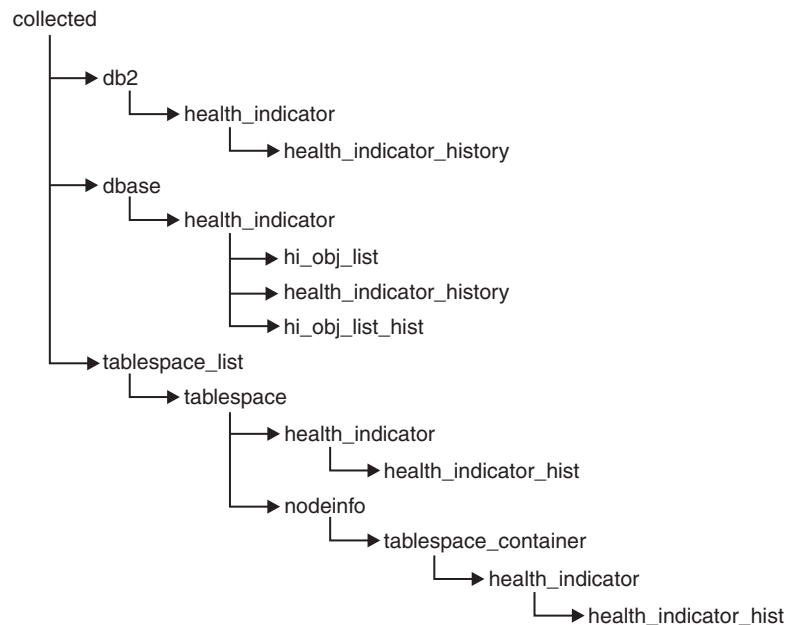 collected
db2
health_indicator
health_indicator_history
dbase
health_indicator
hi_obj_list
health_indicator_history
hi_obj_list_hist
tablespace_list
tablespace
health_indicator
health_indicator_hist
nodeinfo
tablespace_container
health_indicator
health_indicator_hist